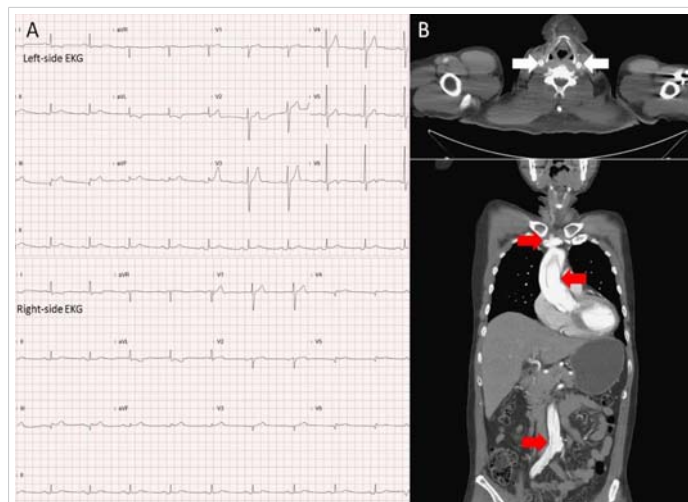 A
B
I
aVR
V1
V4
Left-side EKG
II
aVL
V2
V5
III
aVF
V3
V6
II
I
aVR
V1
V4
Right-side EKG
II
aVL
V2
V5
III
aVF
V3
V6
II